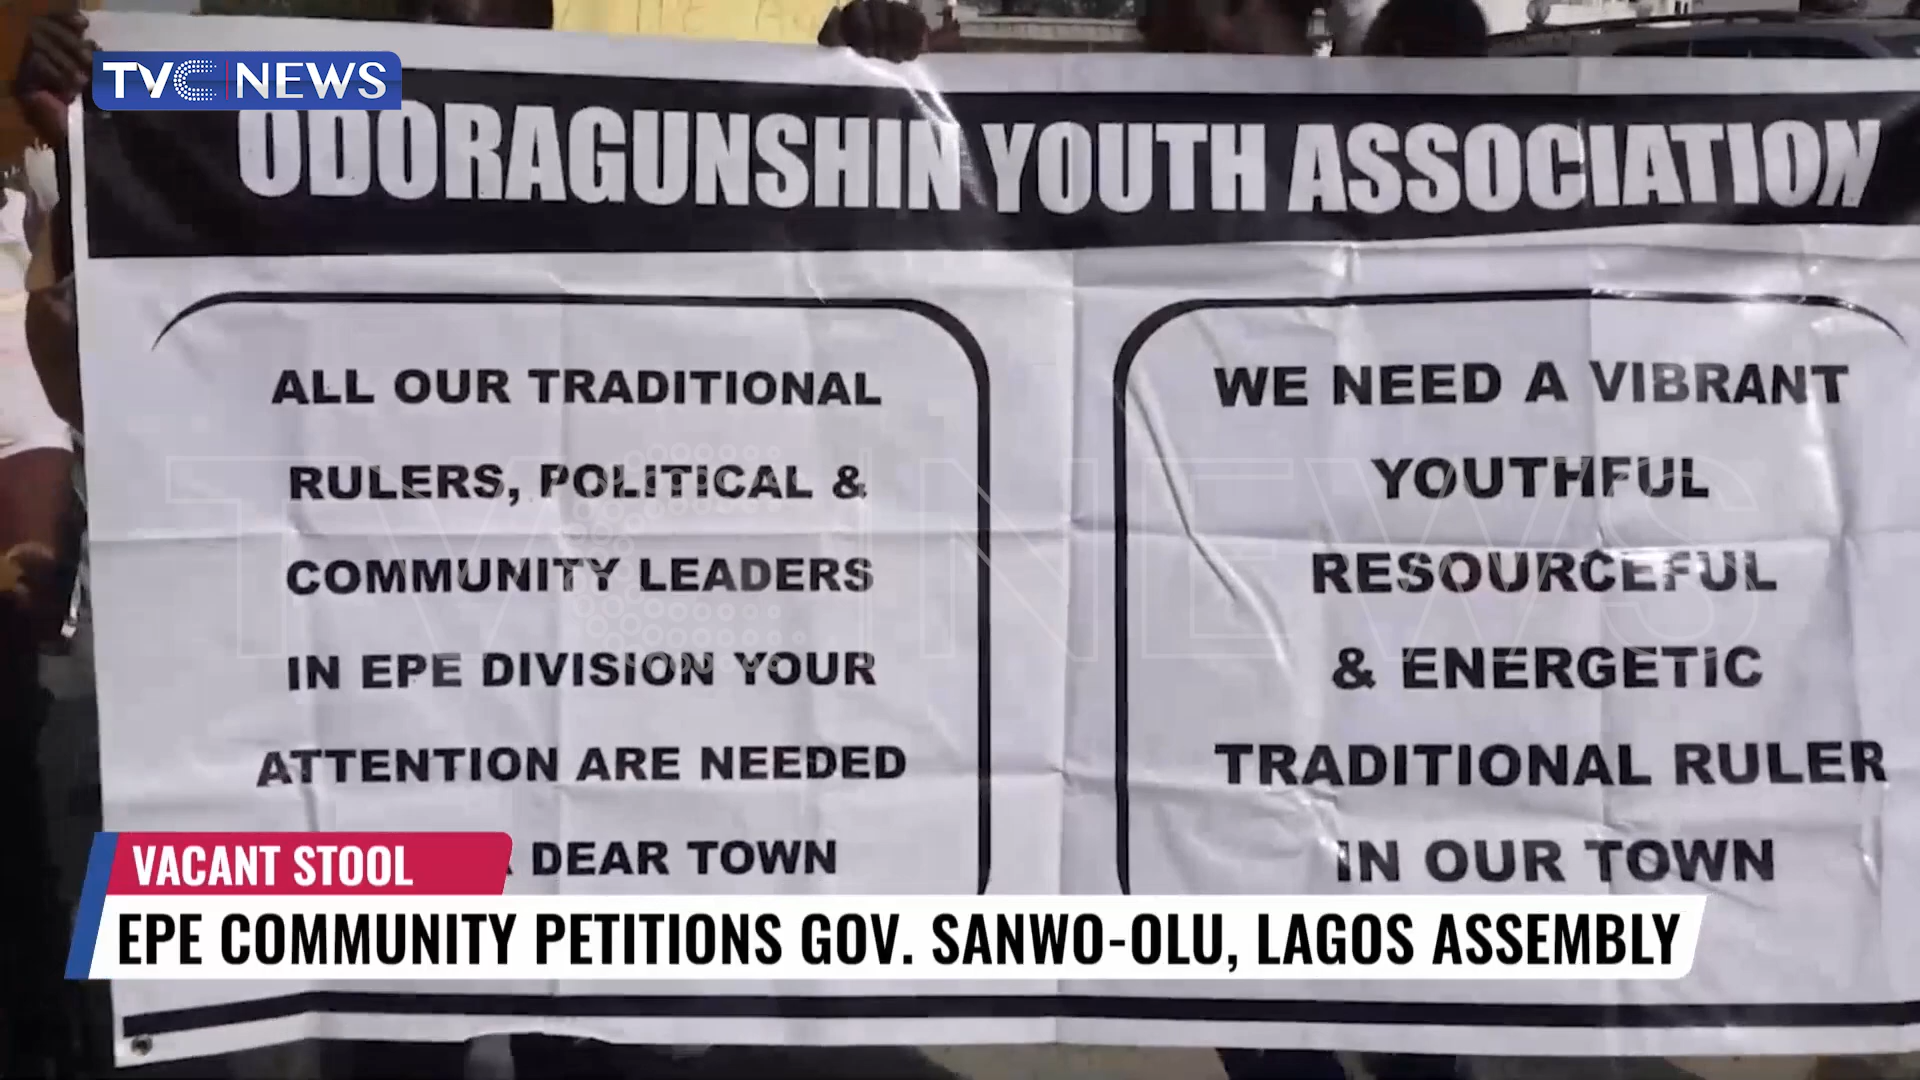 TVC NEWS
ODORAGUNSHIN YOUTH ASSOCIATION
ALL OUR TRADITIONAL
RULERS, POLITICAL &
COMMUNITY LEADERS
IN EPE DIVISION YOUR
ATTENTION ARE NEEDED
DEAR TOWN
WE NEED A VIBRANT
YOUTHFUL
RESOURCEFUL
& ENERGETIC
TRADITIONAL RULER
IN OUR TOWN
TVC NEWS
VACANT STOOL
EPE COMMUNITY PETITIONS GOV. SANWO-OLU, LAGOS ASSEMBLY